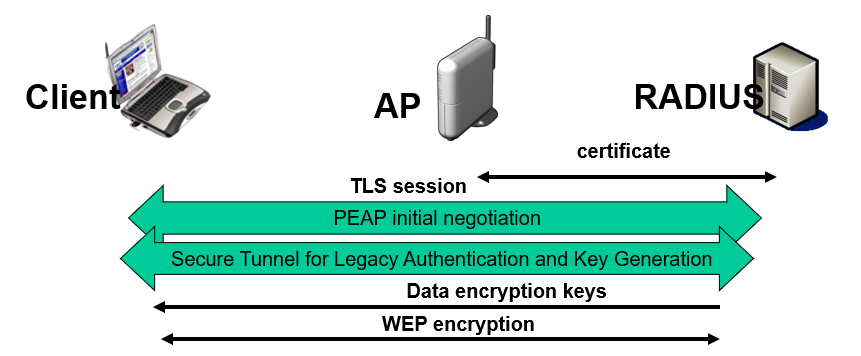 Client
AP
RADIUS
certificate
TLS session
PEAP initial negotiation
Secure Tunnel for Legacy Authentication and Key Generation
Data encryption keys
WEP encryption